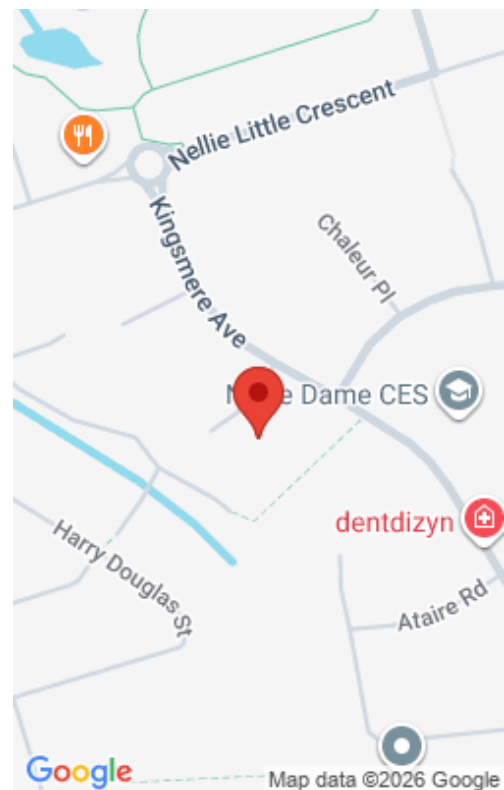 Nellie Little Crescent
Kingsmere Ave
Chaleur Pl
Dame CES
dentdizyn
Harry Douglas St
Ataire Rd
Google
Map data ©2026 Google